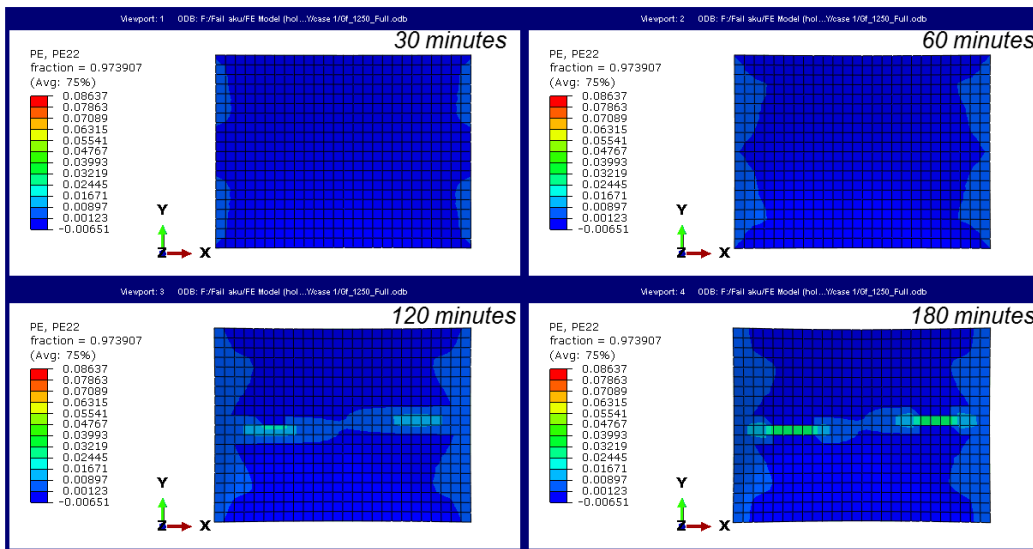 Viewport: 1 ODB: F:/Fail aku/FE Model (hol...Y/case 1/Gf_1250_Full.odb
30 minutes
PE, PE22
fraction = 0.973907
(Avg: 75%)
0.08637
0.07863
0.07089
0.06315
0.05541
0.04767
0.03993
0.03219
0.02445
0.01671
0.00897
0.00123
-0.00651
Y
Z
X
Viewport: 2 ODB: F:/Fail aku/FE Model (hol...Y/case 1/Gf_1250_Full.odb
60 minutes
PE, PE22
fraction = 0.973907
(Avg: 75%)
0.08637
0.07863
0.07089
0.06315
0.05541
0.04767
0.03993
0.03219
0.02445
0.01671
0.00897
0.00123
-0.00651
Y
Z
X
Viewport: 3 ODB: F:/Fail aku/FE Model (hol...Y/case 1/Gf_1250_Full.odb
120 minutes
PE, PE22
fraction = 0.973907
(Avg: 75%)
0.08637
0.07863
0.07089
0.06315
0.05541
0.04767
0.03993
0.03219
0.02445
0.01671
0.00897
0.00123
-0.00651
Y
Z
X
Viewport: 4 ODB: F:/Fail aku/FE Model (hol...Y/case 1/Gf_1250_Full.odb
180 minutes
PE, PE22
fraction = 0.973907
(Avg: 75%)
0.08637
0.07863
0.07089
0.06315
0.05541
0.04767
0.03993
0.03219
0.02445
0.01671
0.00897
0.00123
-0.00651
Y
Z
X